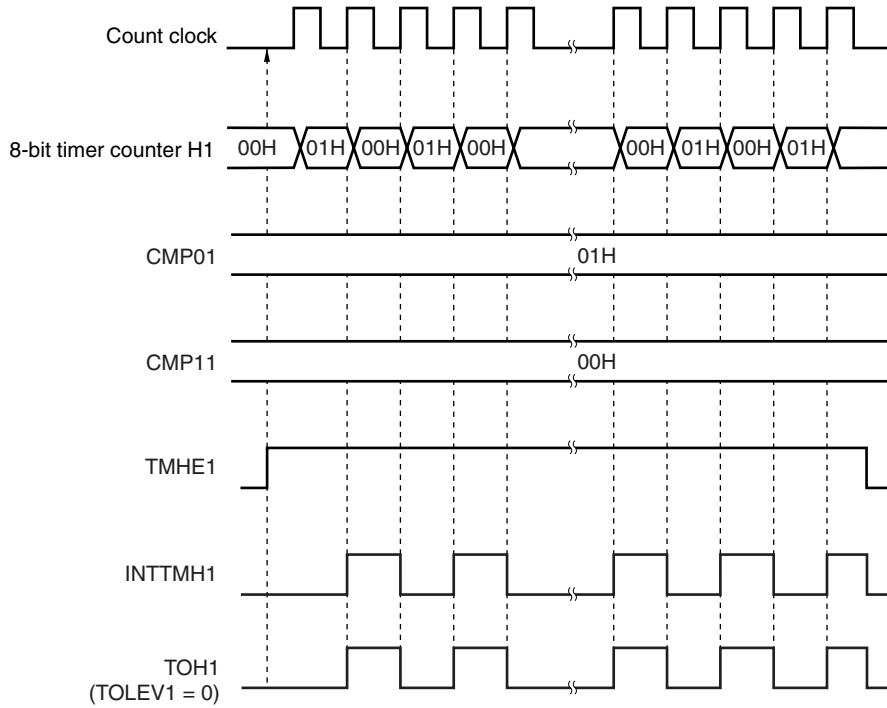 Count clock
8-bit timer counter H1
00H 01H 00H 01H 00H 00H 01H 00H 01H
CMP01
01H
CMP11
00H
TMHE1
INTTMH1
TOH1
(TOLEV1 = 0)